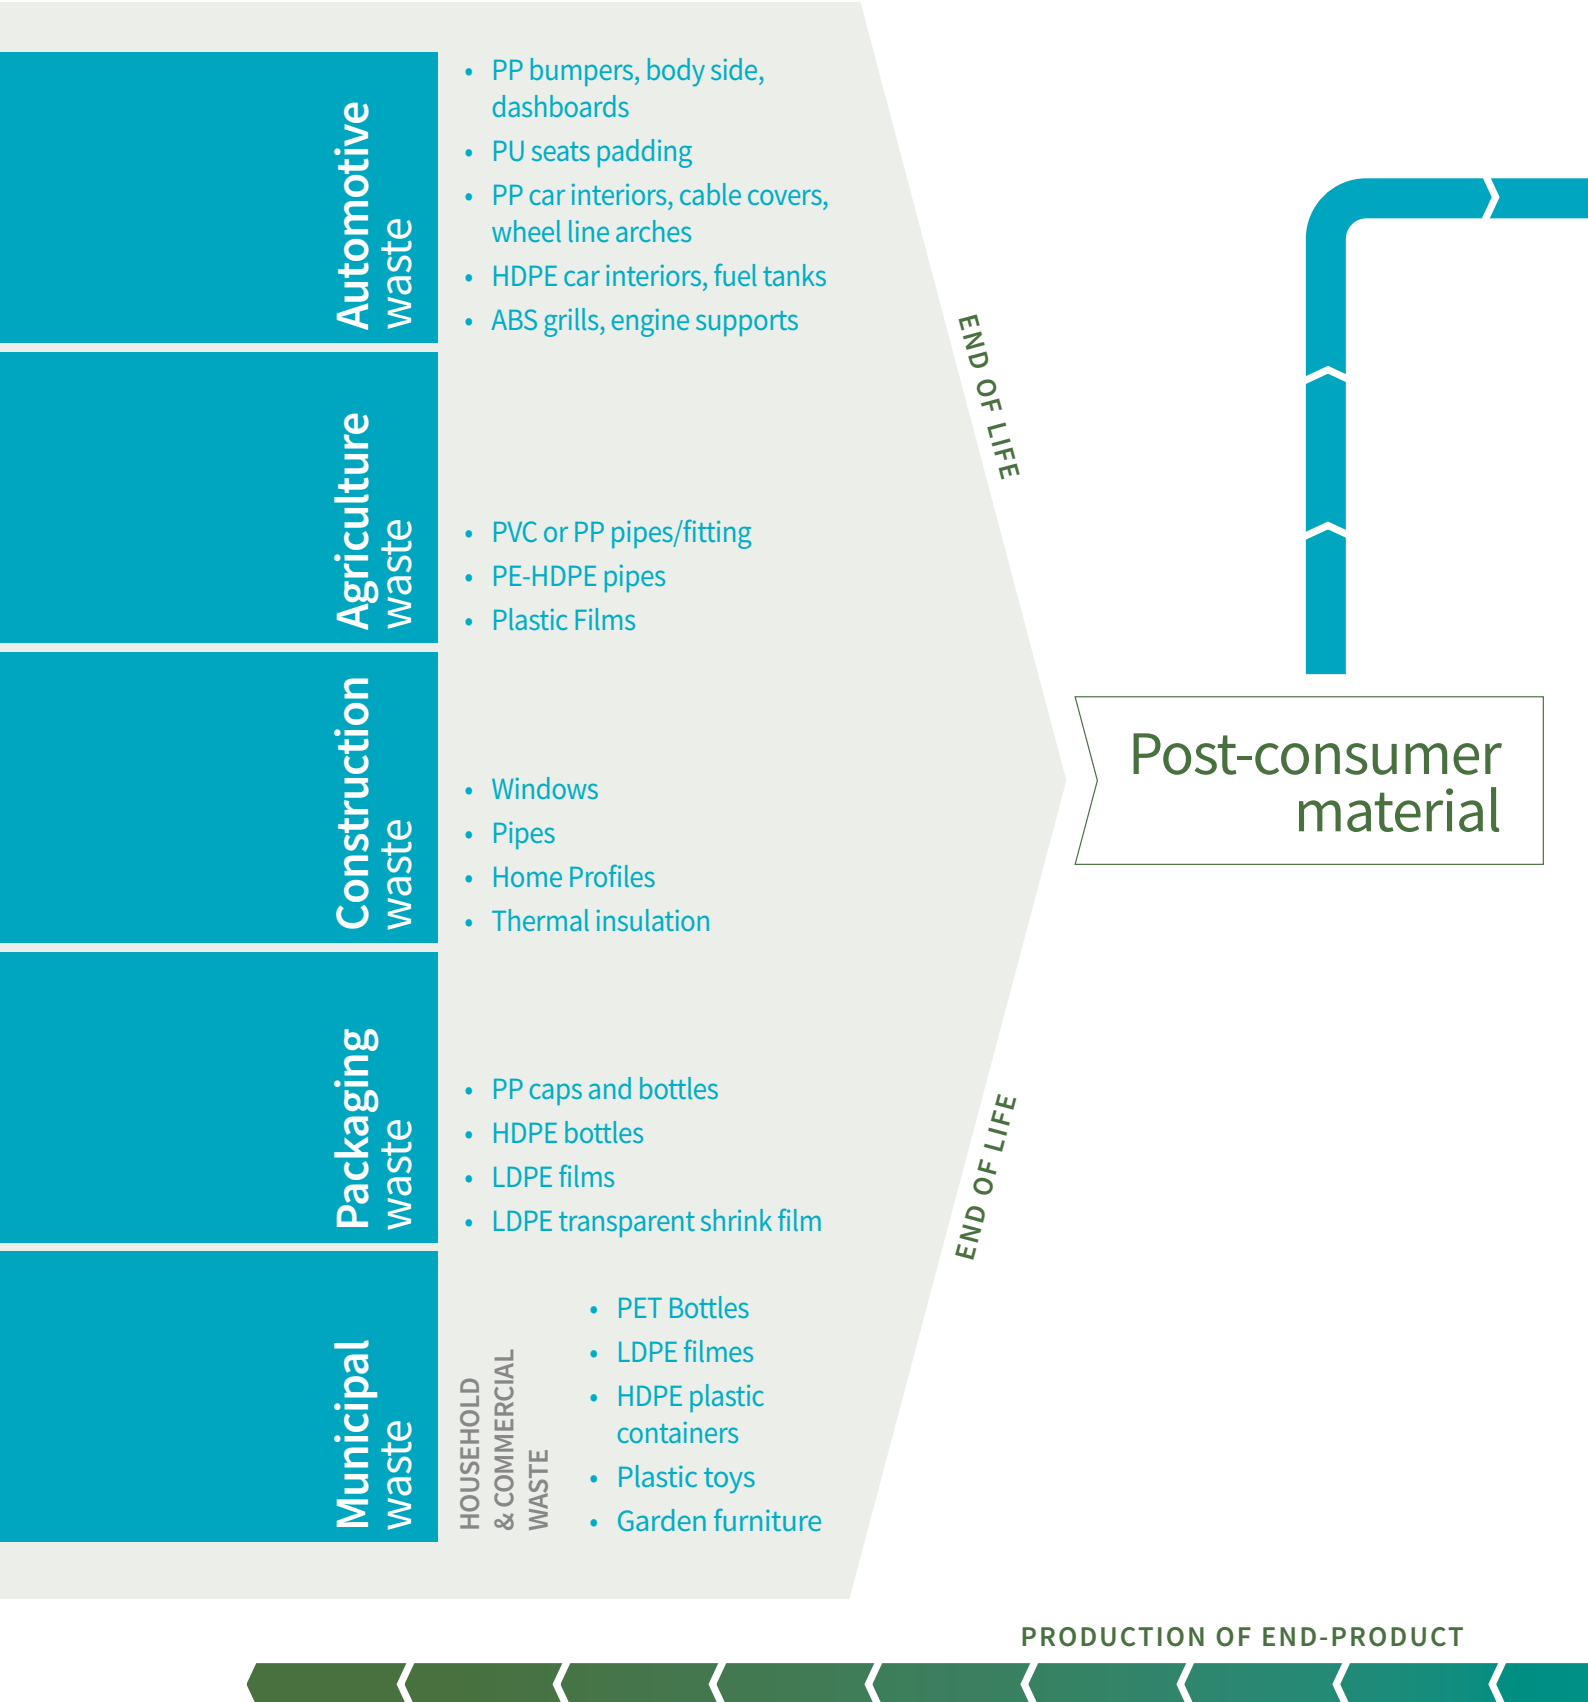 Automotive
waste
• PP bumpers, body side,
dashboards
• PU seats padding
• PP car interiors, cable covers,
wheel line arches
• HDPE car interiors, fuel tanks
• ABS grills, engine supports
Agriculture
waste
• PVC or PP pipes/fitting
• PE-HDPE pipes
• Plastic Films
Construction
waste
• Windows
• Pipes
• Home Profiles
• Thermal insulation
Packaging
waste
• PP caps and bottles
• HDPE bottles
• LDPE films
• LDPE transparent shrink film
Municipal
waste
HOUSEHOLD
& COMMERCIAL
WASTE
• PET Bottles
• LDPE filmes
• HDPE plastic
containers
• Plastic toys
• Garden furniture
END OF LIFE
END OF LIFE
Post-consumer
material
PRODUCTION OF END-PRODUCT